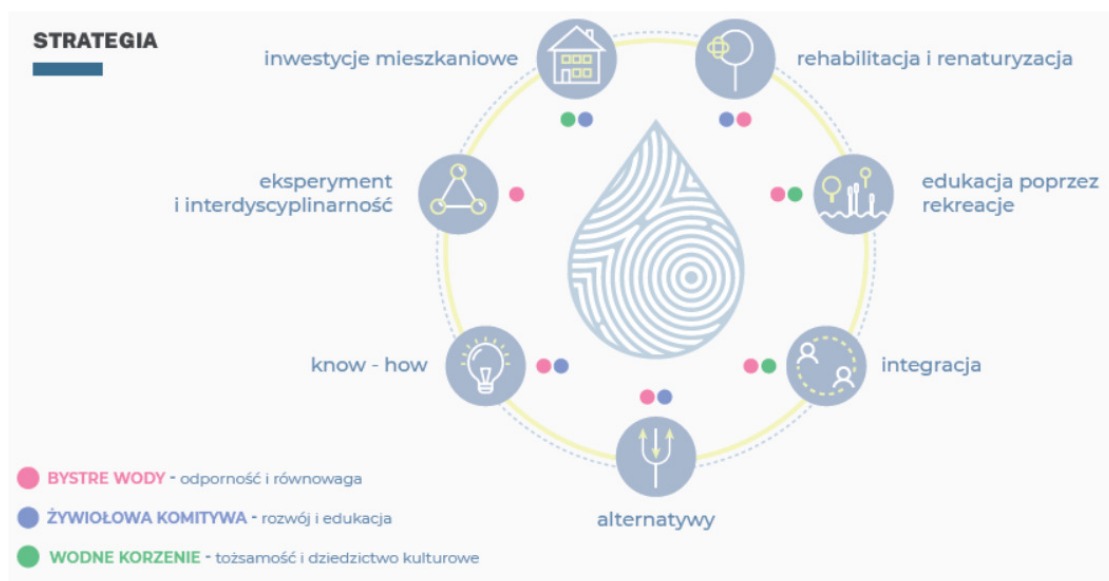 STRATEGIA
inwestycje mieszkaniowe
rehabilitacja i renaturyzacja
eksperyment
i interdyscyplinarność
edukacja poprzez
rekreacje
know - how
integracja
alternatywy
BYSTRE WODY - odporność i równowaga
ŻYWIOŁOWA KOMITYWA - rozwój i edukacja
WODNE KORZENIE - tożsamość i dziedzictwo kulturowe